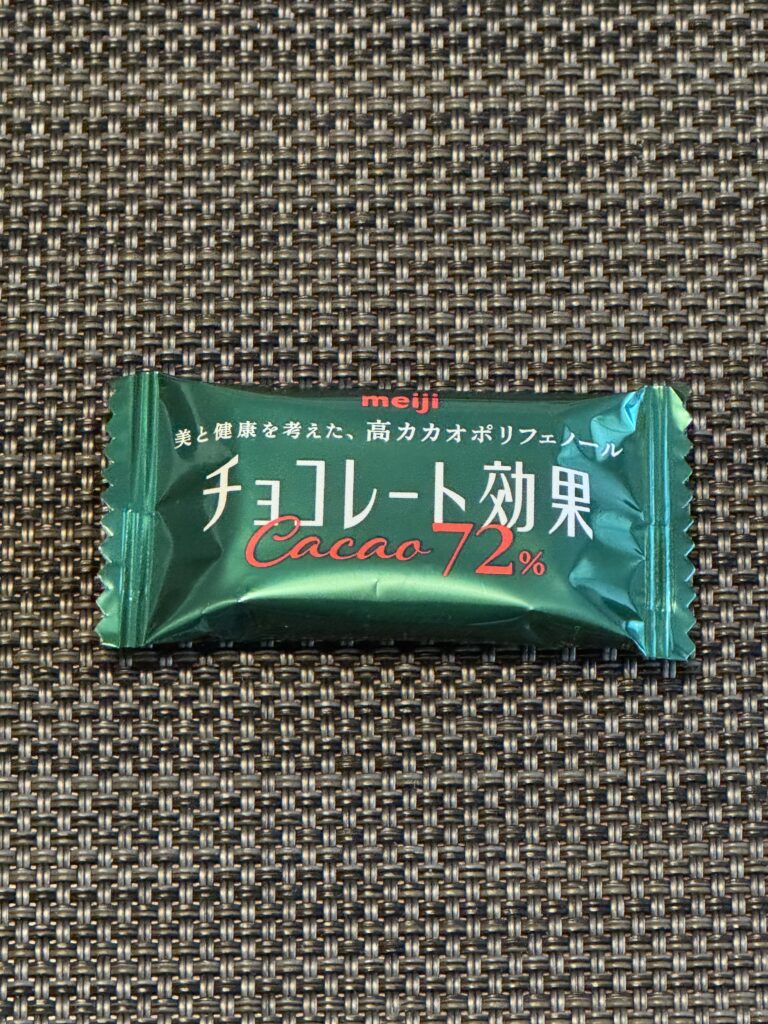 meiji
美と健康を考えた、高カカオポリフェノール
チョコレート効果
Cacao 72%